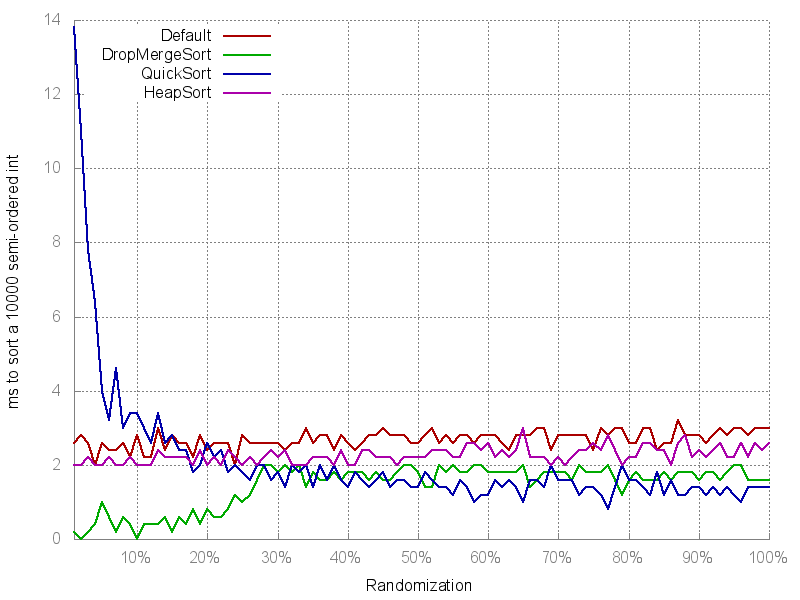 14
12
10
8
6
4
2
0
ms to sort a 10000 semi-ordered int
Default
DropMergeSort
QuickSort
HeapSort
10% 20% 30% 40% 50% 60% 70% 80% 90% 100%
Randomization